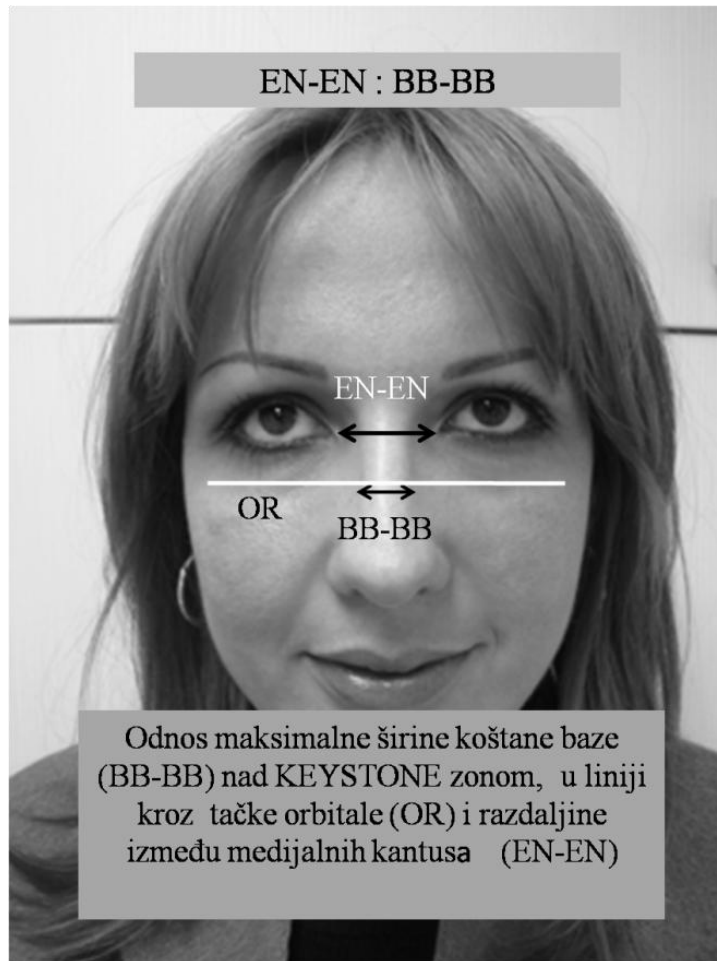 EN-EN : BB-BB
EN-EN
OR
BB-BB
Odnos maksimalne širine koštane baze
(BB-BB) nad KEYSTONE zonom, u liniji
kroz tačke orbitale (OR) i razdaljine
između medijalnih kantusa (EN-EN)